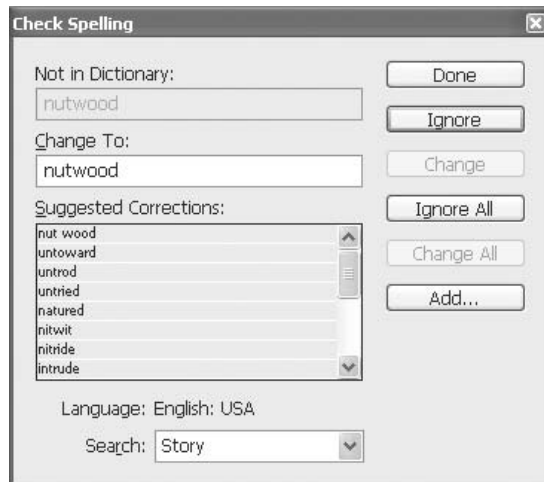 Check Spelling
Not in Dictionary:
nutwood
Change To:
nutwood
Suggested Corrections:
nut wood
untoward
untrod
untried
natured
nitwit
nitride
intrude
Language: English: USA
Search: Story
Done
Ignore
Change
Ignore All
Change All
Add...